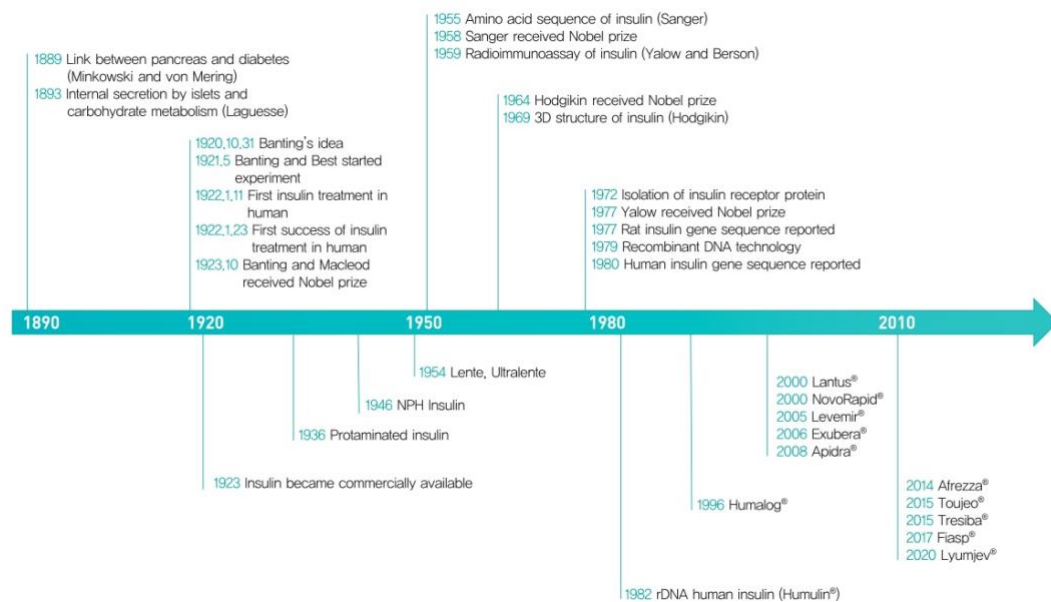 1955 Amino acid sequence of insulin (Sanger)
1958 Sanger received Nobel prize
1959 Radioimmunoassay of insulin (Yalow and Berson)
1889 Link between pancreas and diabetes
(Minkowski and von Mering)
1893 Internal secretion by islets and
carbohydrate metabolism (Laguesse)
1964 Hodgikin received Nobel prize
1969 3D structure of insulin (Hodgikin)
1920.10.31 Banting's idea
1921.5 Banting and Best started
experiment
1922.1.11 First insulin treatment in
human
1922.1.23 First success of insulin
treatment in human
1923.10 Banting and Macleod
received Nobel prize
1972 Isolation of insulin receptor protein
1977 Yalow received Nobel prize
1977 Rat insulin gene sequence reported
1979 Recombinant DNA technology
1980 Human insulin gene sequence reported
1890 1920 1950 1980 2010
1954 Lente, Ultralente
1946 NPH Insulin
1936 Protaminated insulin
1923 Insulin became commercially available
2000 Lantus®
2000 NovoRapid®
2005 Levemir®
2006 Exubera®
2008 Apidra®
1996 Humalog®
2014 Afrezza®
2015 Toujeo®
2015 Tresiba®
2017 Fiasp®
2020 Lyumjev®
1982 rDNA human insulin (Humulin®)